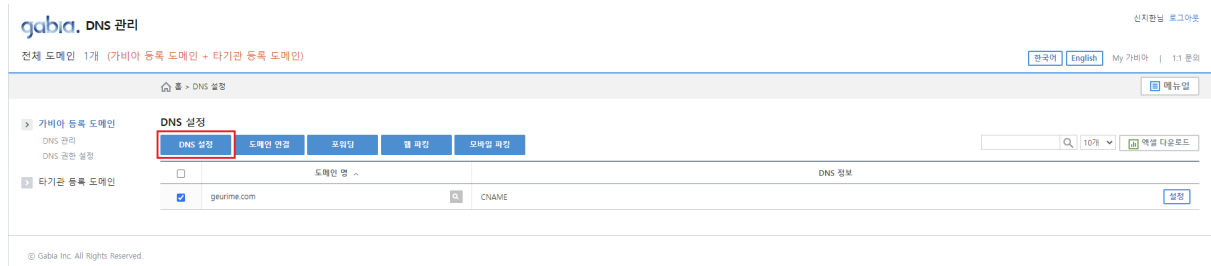 gabia. DNS 관리
신지한님 로그아웃
전체 도메인 1개 (가비아 등록 도메인 + 타기관 등록 도메인)
한국어 English My 가비아 | 1:1 문의
홈 > DNS 설정
메뉴얼
가비아 등록 도메인
DNS 관리
DNS 권한 설정
타기관 등록 도메인
DNS 설정
DNS 설정 도메인 연결 포워딩 웹 파킹 모바일 파킹
10개 엑셀 다운로드
도메인 명 DNS 정보
geurime.com CNAME 설정
© Gabia Inc. All Rights Reserved.